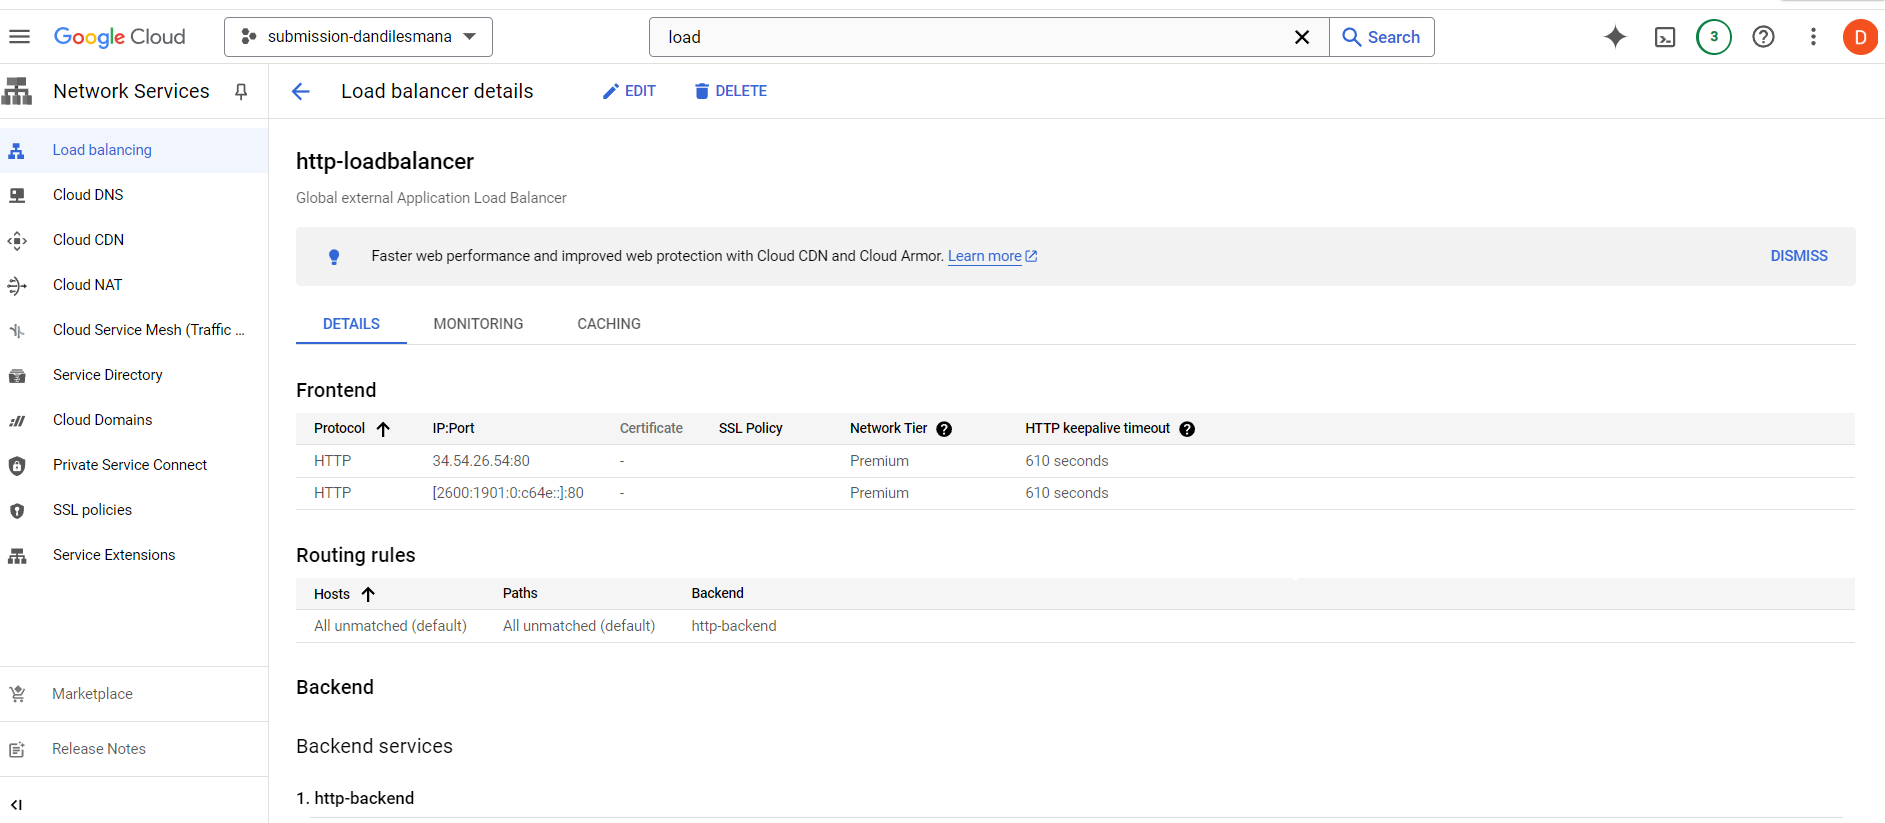 Google Cloud
submission-dandilesmana
load
Search
3
D
Network Services
Load balancer details
EDIT
DELETE
Load balancing
Cloud DNS
Cloud CDN
Cloud NAT
Cloud Service Mesh (Traffic ...
Service Directory
Cloud Domains
Private Service Connect
SSL policies
Service Extensions
Marketplace
Release Notes
http-loadbalancer
Global external Application Load Balancer
Faster web performance and improved web protection with Cloud CDN and Cloud Armor. Learn more
DISMISS
DETAILS MONITORING CACHING
Frontend
Protocol IP:Port Certificate SSL Policy Network Tier HTTP keepalive timeout
HTTP 34.54.26.54:80 - Premium 610 seconds
HTTP [2600:1901:0:c64e::]:80 - Premium 610 seconds
Routing rules
Hosts Paths Backend
All unmatched (default) All unmatched (default) http-backend
Backend
Backend services
1. http-backend